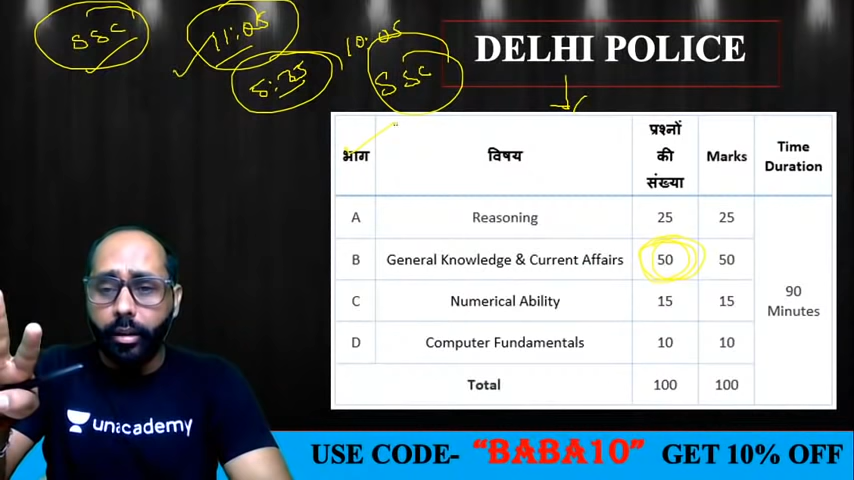 SSC
11:05
10:05
SSC
DELHI POLICE
भाग विषय प्रश्नों की संख्या Marks Time Duration
A Reasoning 25 25
B General Knowledge & Current Affairs 50 50
C Numerical Ability 15 15
D Computer Fundamentals 10 10
90 Minutes
Total 100 100
unacademy
USE CODE- “BABA10” GET 10% OFF